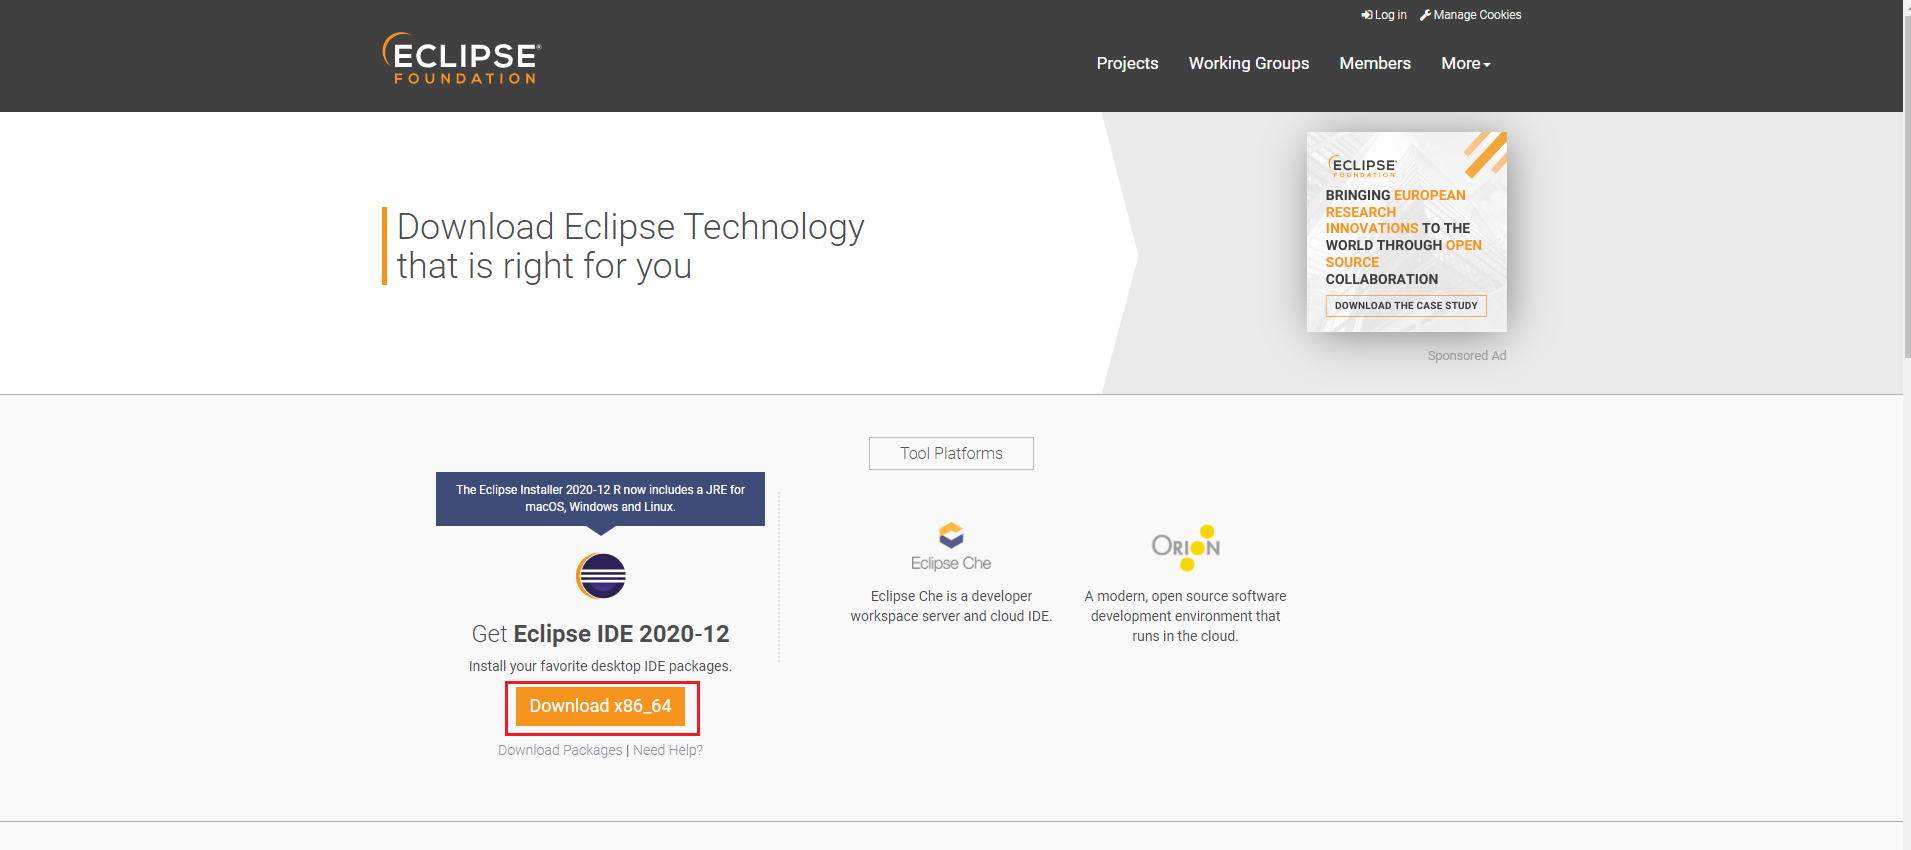 Log in Manage Cookies
ECLIPSE®
FOUNDATION
Projects Working Groups Members More
Download Eclipse Technology
that is right for you
ECLIPSE
FOUNDATION
BRINGING EUROPEAN
RESEARCH
INNOVATIONS TO THE
WORLD THROUGH OPEN
SOURCE
COLLABORATION
DOWNLOAD THE CASE STUDY
Sponsored Ad
Tool Platforms
The Eclipse Installer 2020-12 R now includes a JRE for
macOS, Windows and Linux.
Get Eclipse IDE 2020-12
Install your favorite desktop IDE packages.
Download x86_64
Download Packages | Need Help?
Eclipse Che
Eclipse Che is a developer
workspace server and cloud IDE.
ORION
A modern, open source software
development environment that
runs in the cloud.